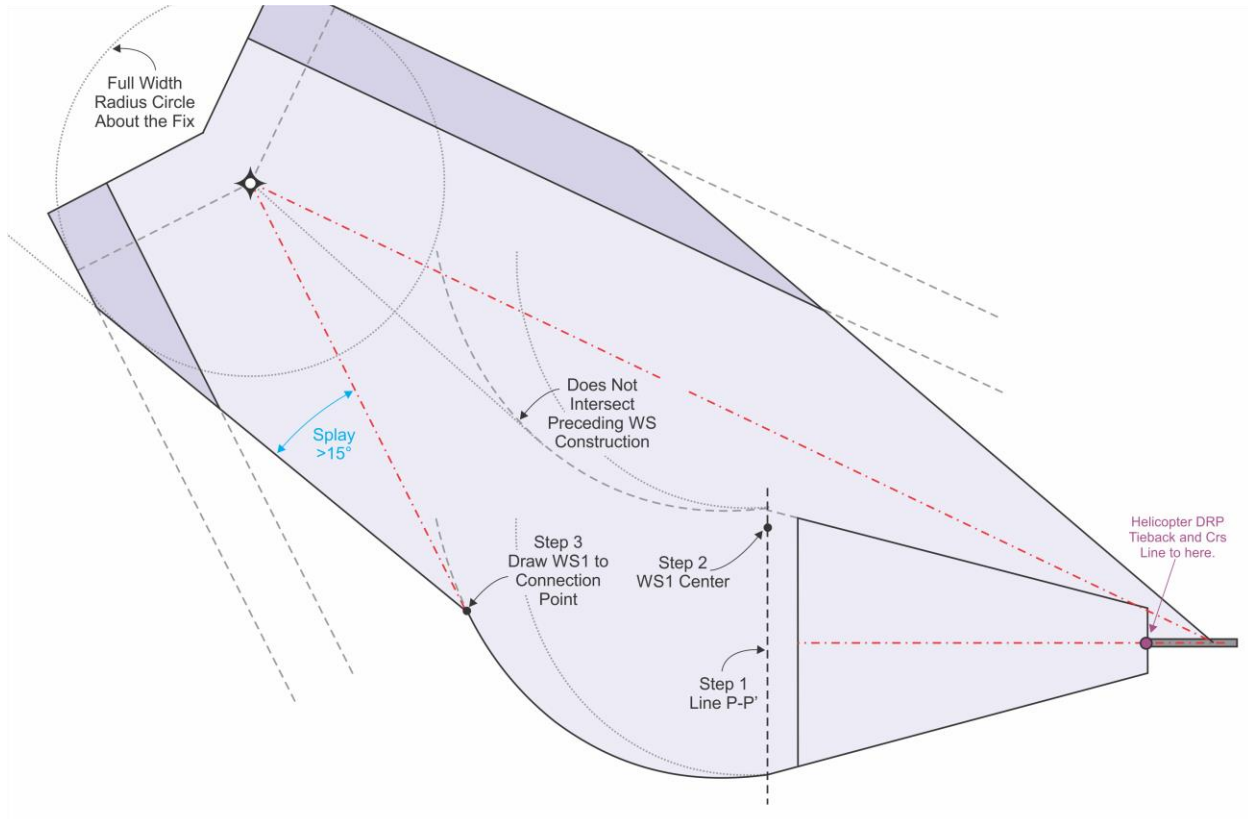 Full Width
Radius Circle
About the Fix
Does Not
Intersect
Preceding WS
Construction
Splay
>15°
Step 3
Draw WS1 to
Connection
Point
Step 2
WS1 Center
Helicopter DRP
Tieback and Crs
Line to here.
Step 1
Line P-P’